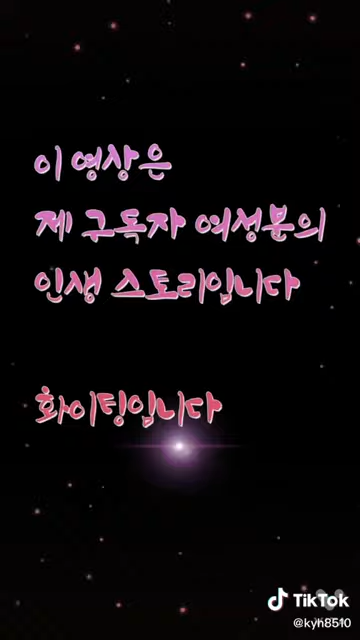 이 영상은
제 구독자 여성분의
인생 스토리입니다
화이팅입니다
TikTok
@kyh8510